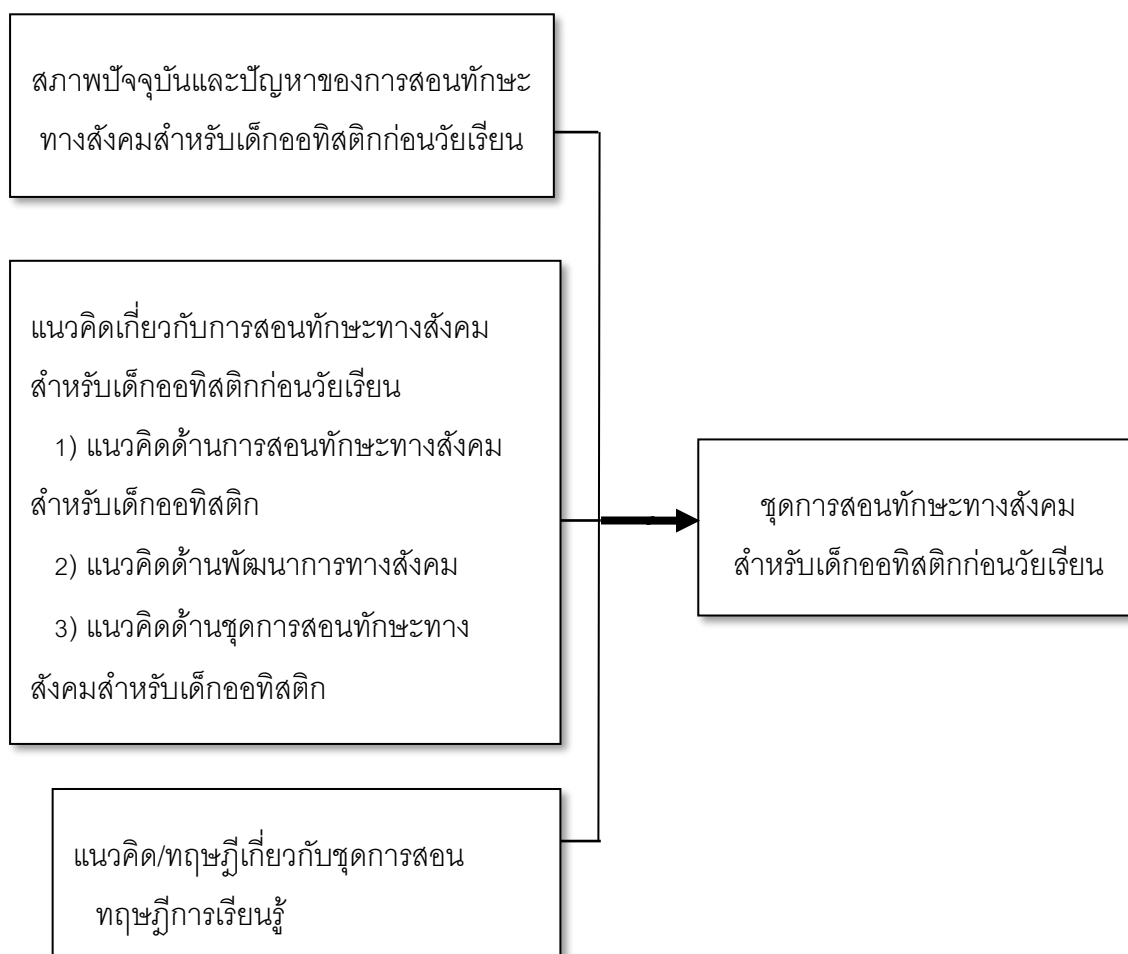 สภาพปัจจุบันและปัญหาของการสอนทักษะ
ทางสังคมสำหรับเด็กออทิสติกก่อนวัยเรียน
แนวคิดเกี่ยวกับการสอนทักษะทางสังคม
สำหรับเด็กออทิสติกก่อนวัยเรียน
1) แนวคิดด้านการสอนทักษะทางสังคม
สำหรับเด็กออทิสติก
2) แนวคิดด้านพัฒนาการทางสังคม
3) แนวคิดด้านชุดการสอนทักษะทาง
สังคมสำหรับเด็กออทิสติก
แนวคิด/ทฤษฎีเกี่ยวกับชุดการสอน
ทฤษฎีการเรียนรู้
ชุดการสอนทักษะทางสังคม
สำหรับเด็กออทิสติกก่อนวัยเรียน